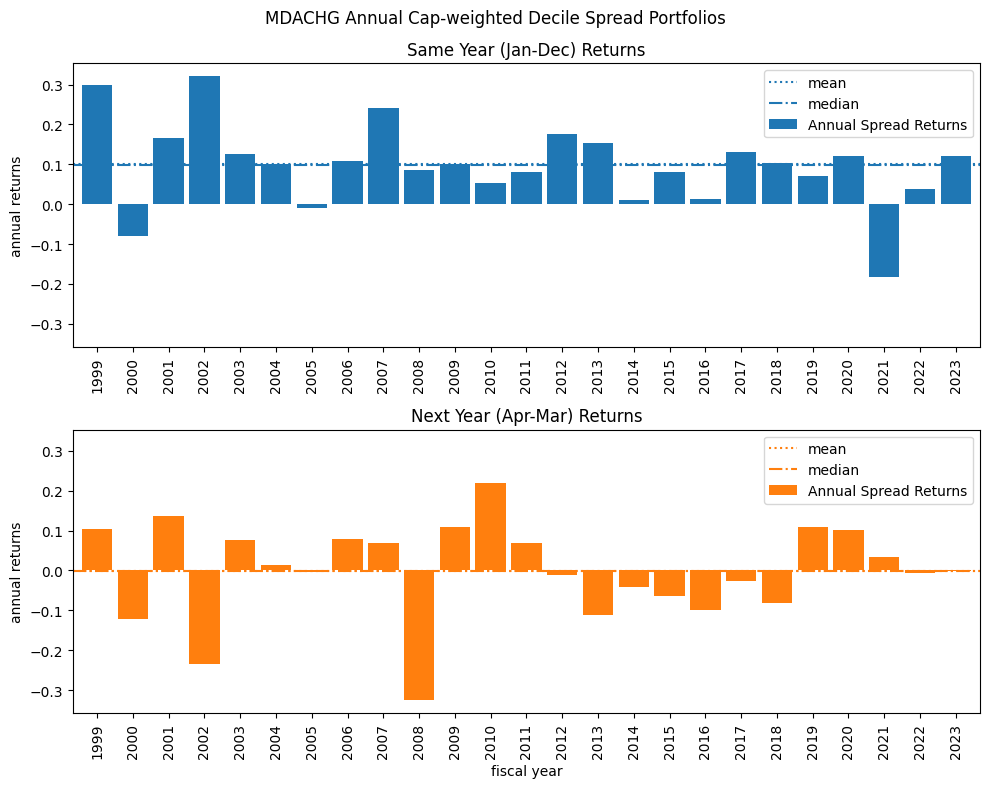 MDACHG Annual Cap-weighted Decile Spread Portfolios
Same Year (Jan-Dec) Returns
mean
median
Annual Spread Returns
annual returns
0.3
0.2
0.1
0.0
−0.1
−0.2
−0.3
1999 2000 2001 2002 2003 2004 2005 2006 2007 2008 2009 2010 2011 2012 2013 2014 2015 2016 2017 2018 2019 2020 2021 2022 2023
Next Year (Apr-Mar) Returns
mean
median
Annual Spread Returns
annual returns
0.3
0.2
0.1
0.0
−0.1
−0.2
−0.3
1999 2000 2001 2002 2003 2004 2005 2006 2007 2008 2009 2010 2011 2012 2013 2014 2015 2016 2017 2018 2019 2020 2021 2022 2023
fiscal year